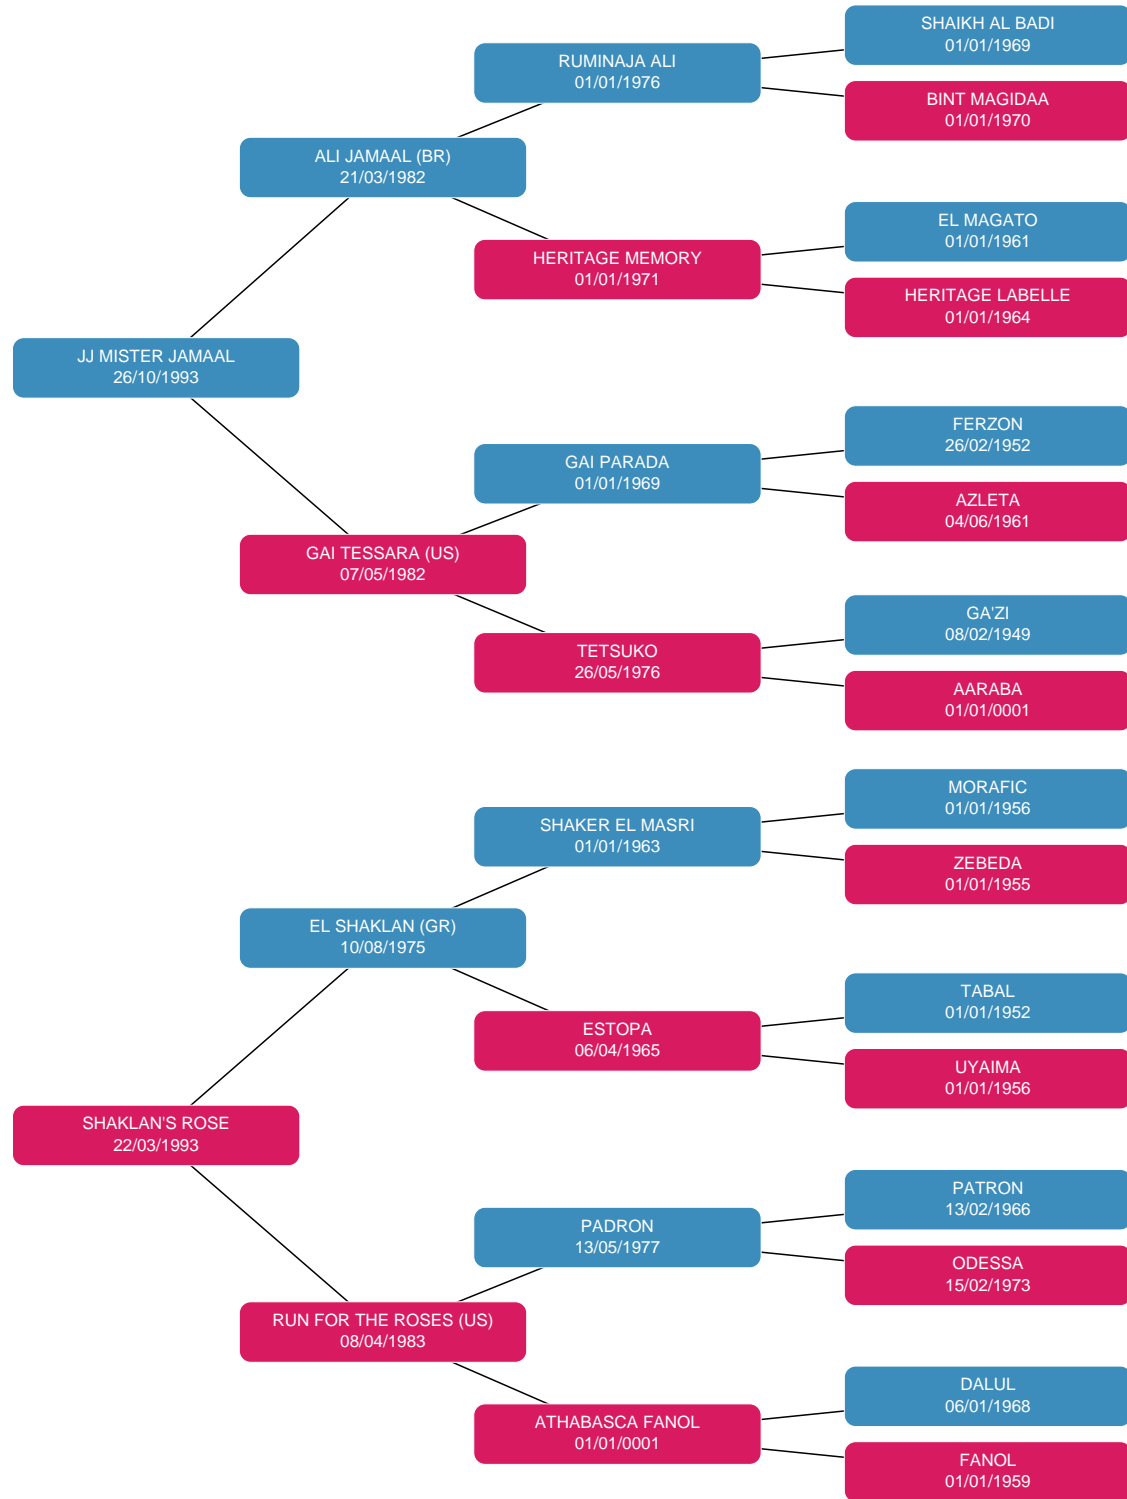 SHAIKH AL BADI
01/01/1969
RUMINAJA ALI
01/01/1976
BINT MAGIDAA
01/01/1970
ALI JAMAAL (BR)
21/03/1982
EL MAGATO
01/01/1961
HERITAGE MEMORY
01/01/1971
HERITAGE LABELLE
01/01/1964
JJ MISTER JAMAAL
26/10/1993
FERZON
26/02/1952
GAI PARADA
01/01/1969
AZLETA
04/06/1961
GAI TESSARA (US)
07/05/1982
GA'ZI
08/02/1949
TETSUKO
26/05/1976
AARABA
01/01/0001
MORAFIC
01/01/1956
SHAKER EL MASRI
01/01/1963
ZEBEDA
01/01/1955
EL SHAKLAN (GR)
10/08/1975
TABAL
01/01/1952
ESTOPA
06/04/1965
UYAIMA
01/01/1956
SHAKLAN'S ROSE
22/03/1993
PATRON
13/02/1966
PADRON
13/05/1977
ODESSA
15/02/1973
RUN FOR THE ROSES (US)
08/04/1983
DALUL
06/01/1968
ATHABASCA FANOL
01/01/0001
FANOL
01/01/1959